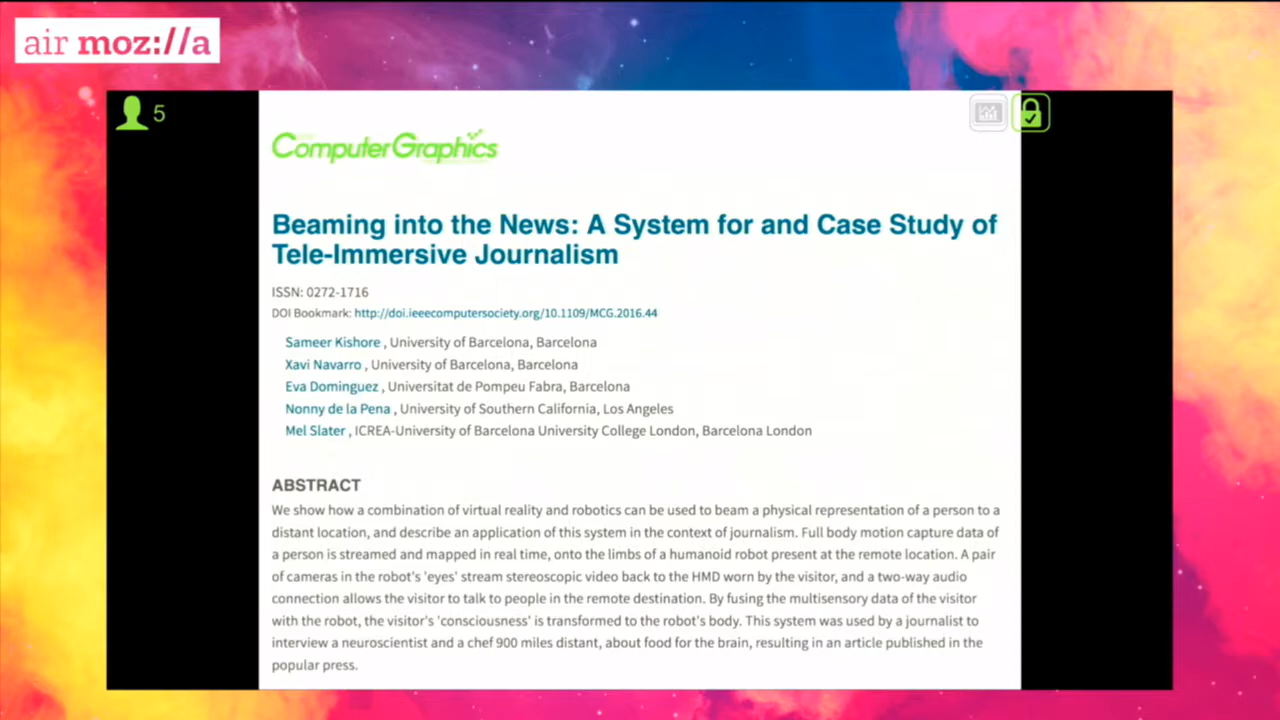 air moz://a
5
ComputerGraphics
Beaming into the News: A System for and Case Study of
Tele-Immersive Journalism
ISSN: 0272-1716
DOI Bookmark: http://doi.ieeecomputersociety.org/10.1109/MCG.2016.44
Sameer Kishore , University of Barcelona, Barcelona
Xavi Navarro , University of Barcelona, Barcelona
Eva Dominguez , Universitat de Pompeu Fabra, Barcelona
Nonny de la Pena , University of Southern California, Los Angeles
Mel Slater , ICREA-University of Barcelona University College London, Barcelona London
ABSTRACT
We show how a combination of virtual reality and robotics can be used to beam a physical representation of a person to a
distant location, and describe an application of this system in the context of journalism. Full body motion capture data of
a person is streamed and mapped in real time, onto the limbs of a humanoid robot present at the remote location. A pair
of cameras in the robot's 'eyes' stream stereoscopic video back to the HMD worn by the visitor, and a two-way audio
connection allows the visitor to talk to people in the remote destination. By fusing the multisensory data of the visitor
with the robot, the visitor's 'consciousness' is transformed to the robot's body. This system was used by a journalist to
interview a neuroscientist and a chef 900 miles distant, about food for the brain, resulting in an article published in the
popular press.